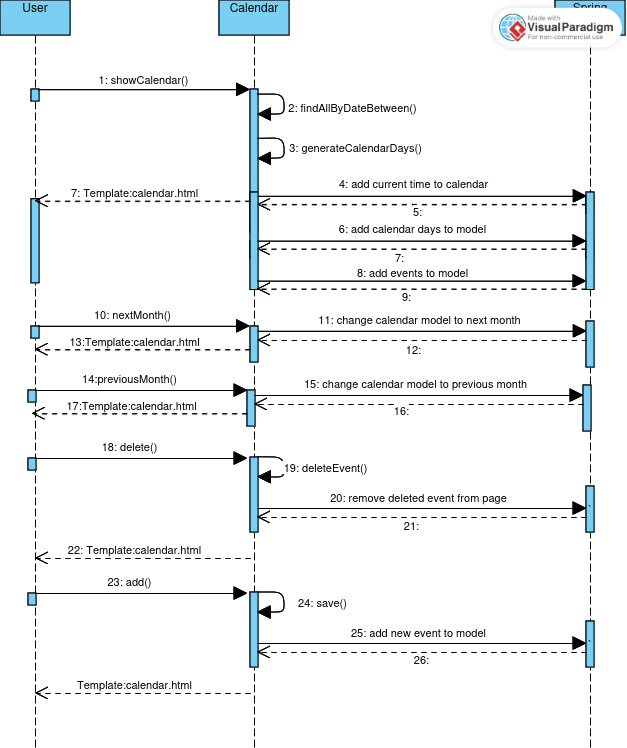 User
Calendar
Spring
Made with
VisualParadigm
For non-commercial use
1: showCalendar()
2: findAllByDateBetween()
3: generateCalendarDays()
4: add current time to calendar
7: Template:calendar.html
5:
6: add calendar days to model
7:
8: add events to model
9:
10: nextMonth()
11: change calendar model to next month
13:Template:calendar.html
12:
14:previousMonth()
15: change calendar model to previous month
17:Template:calendar.html
16:
18: delete()
19: deleteEvent()
20: remove deleted event from page
21:
22: Template:calendar.html
23: add()
24: save()
25: add new event to model
26:
Template:calendar.html